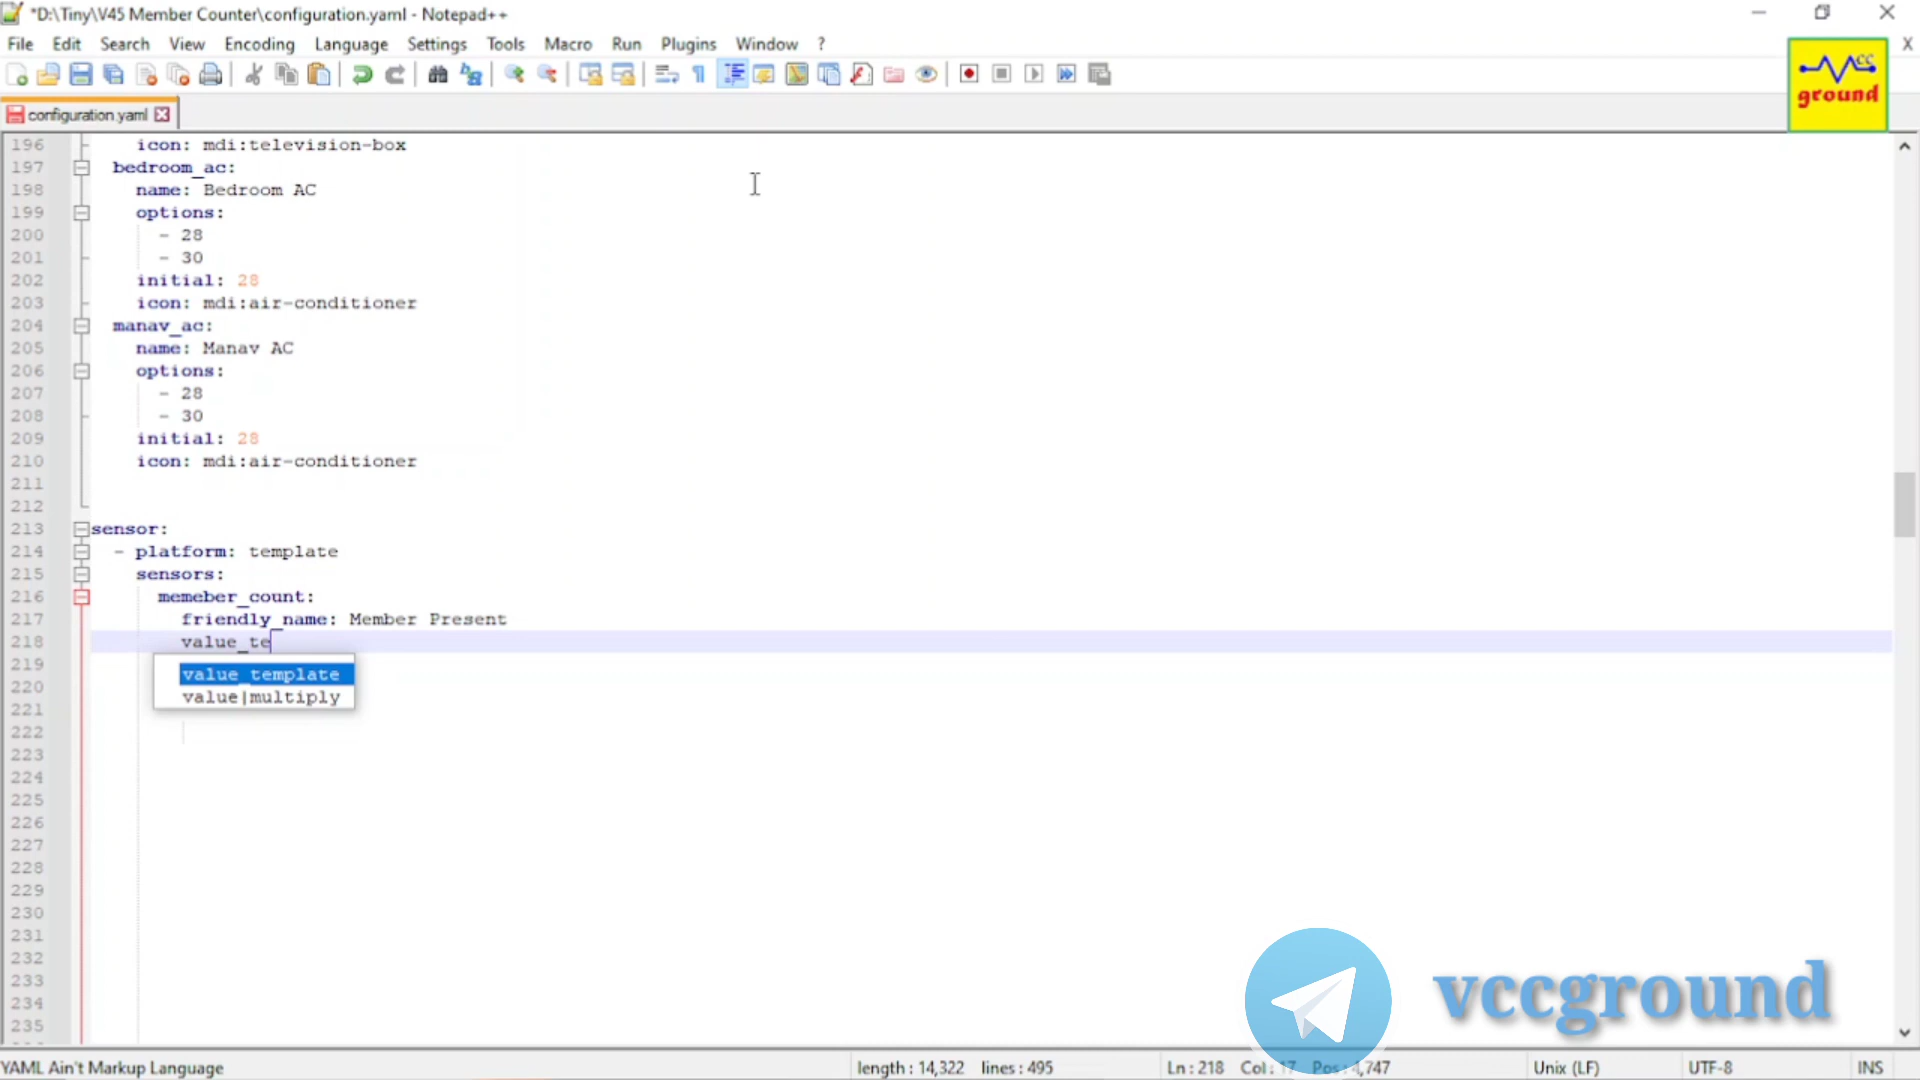 *D:\Tiny\V45 Member Counter\configuration.yaml - Notepad++
File Edit Search View Encoding Language Settings Tools Macro Run Plugins Window ? X
cc
ground
configuration.yaml
196 icon: mdi:television-box
197 bedroom_ac:
198 name: Bedroom AC
199 options:
200 - 28
201 - 30
202 initial: 28
203 icon: mdi:air-conditioner
204 manav_ac:
205 name: Manav AC
206 options:
207 - 28
208 - 30
209 initial: 28
210 icon: mdi:air-conditioner
211
212
213 sensor:
214 - platform: template
215 sensors:
216 memeber_count:
217 friendly_name: Member Present
218 value_te
219 value_template
220 value|multiply
221
222
223
224
225
226
227
228
229
230
231
232
233
234
235
vccground
YAML Ain't Markup Language length : 14,322 lines : 495 Ln : 218 Col : 17 Pos : 4,747 Unix (LF) UTF-8 INS